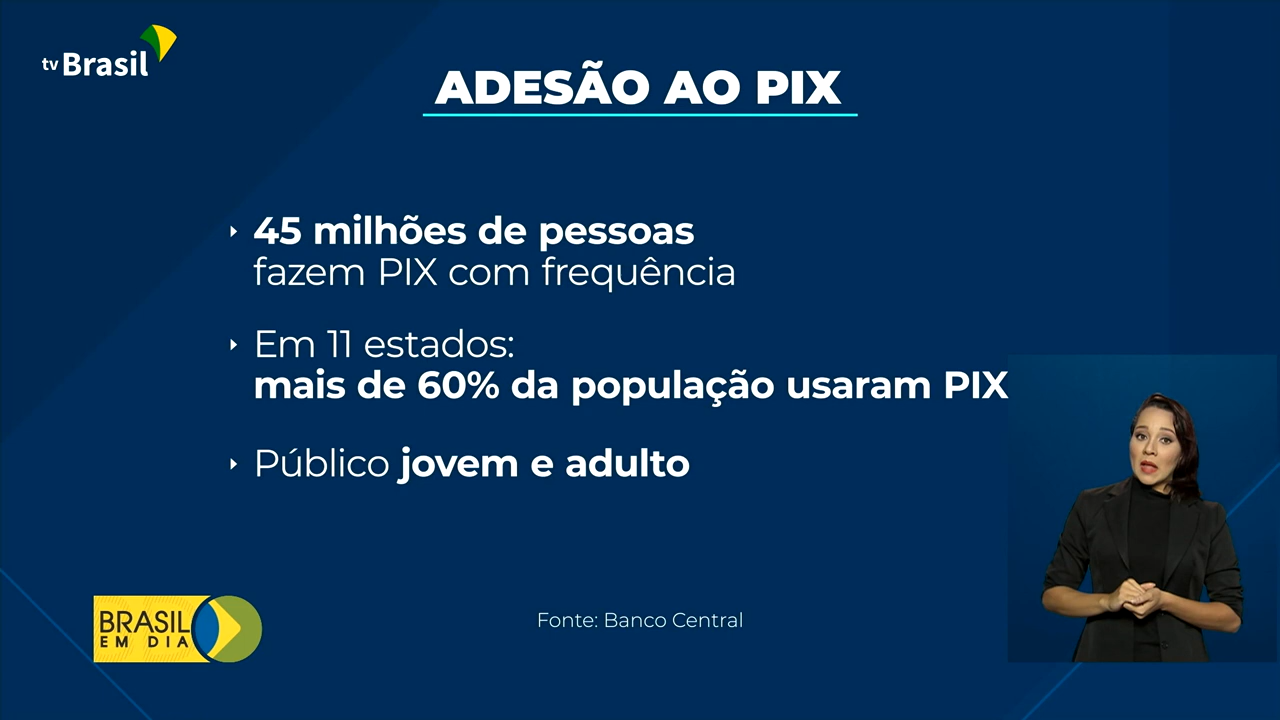 tv Brasil
ADESÃO AO PIX
45 milhões de pessoas
fazem PIX com frequência
Em 11 estados:
mais de 60% da população usaram PIX
Público jovem e adulto
BRASIL
EM DIA
Fonte: Banco Central